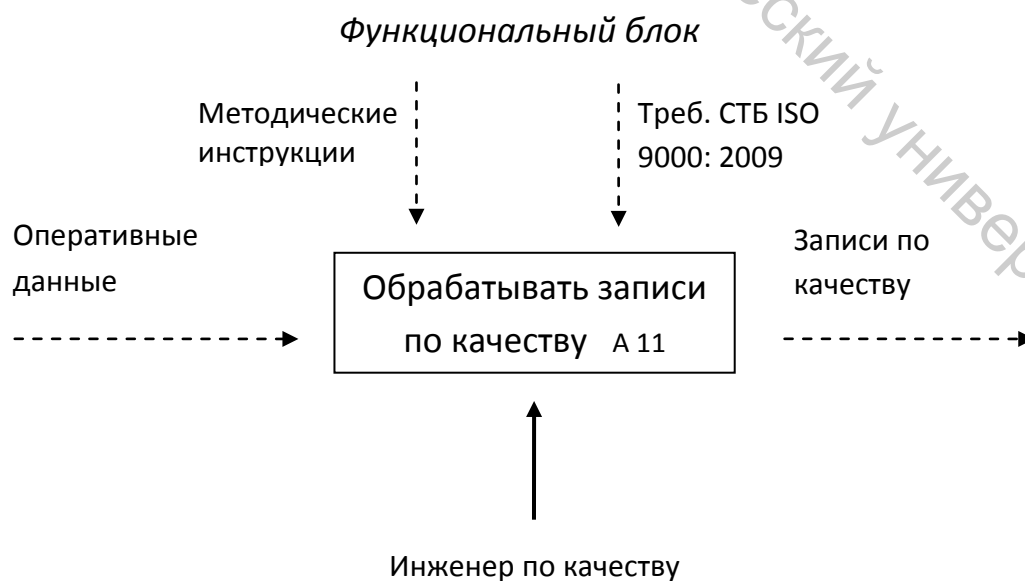 Функциональный блок
Методические
инструкции
Треб. СТБ ISO
9000: 2009
Оперативные
данные
Обрабатывать записи
по качеству А 11
Записи по
качеству
Инженер по качеству